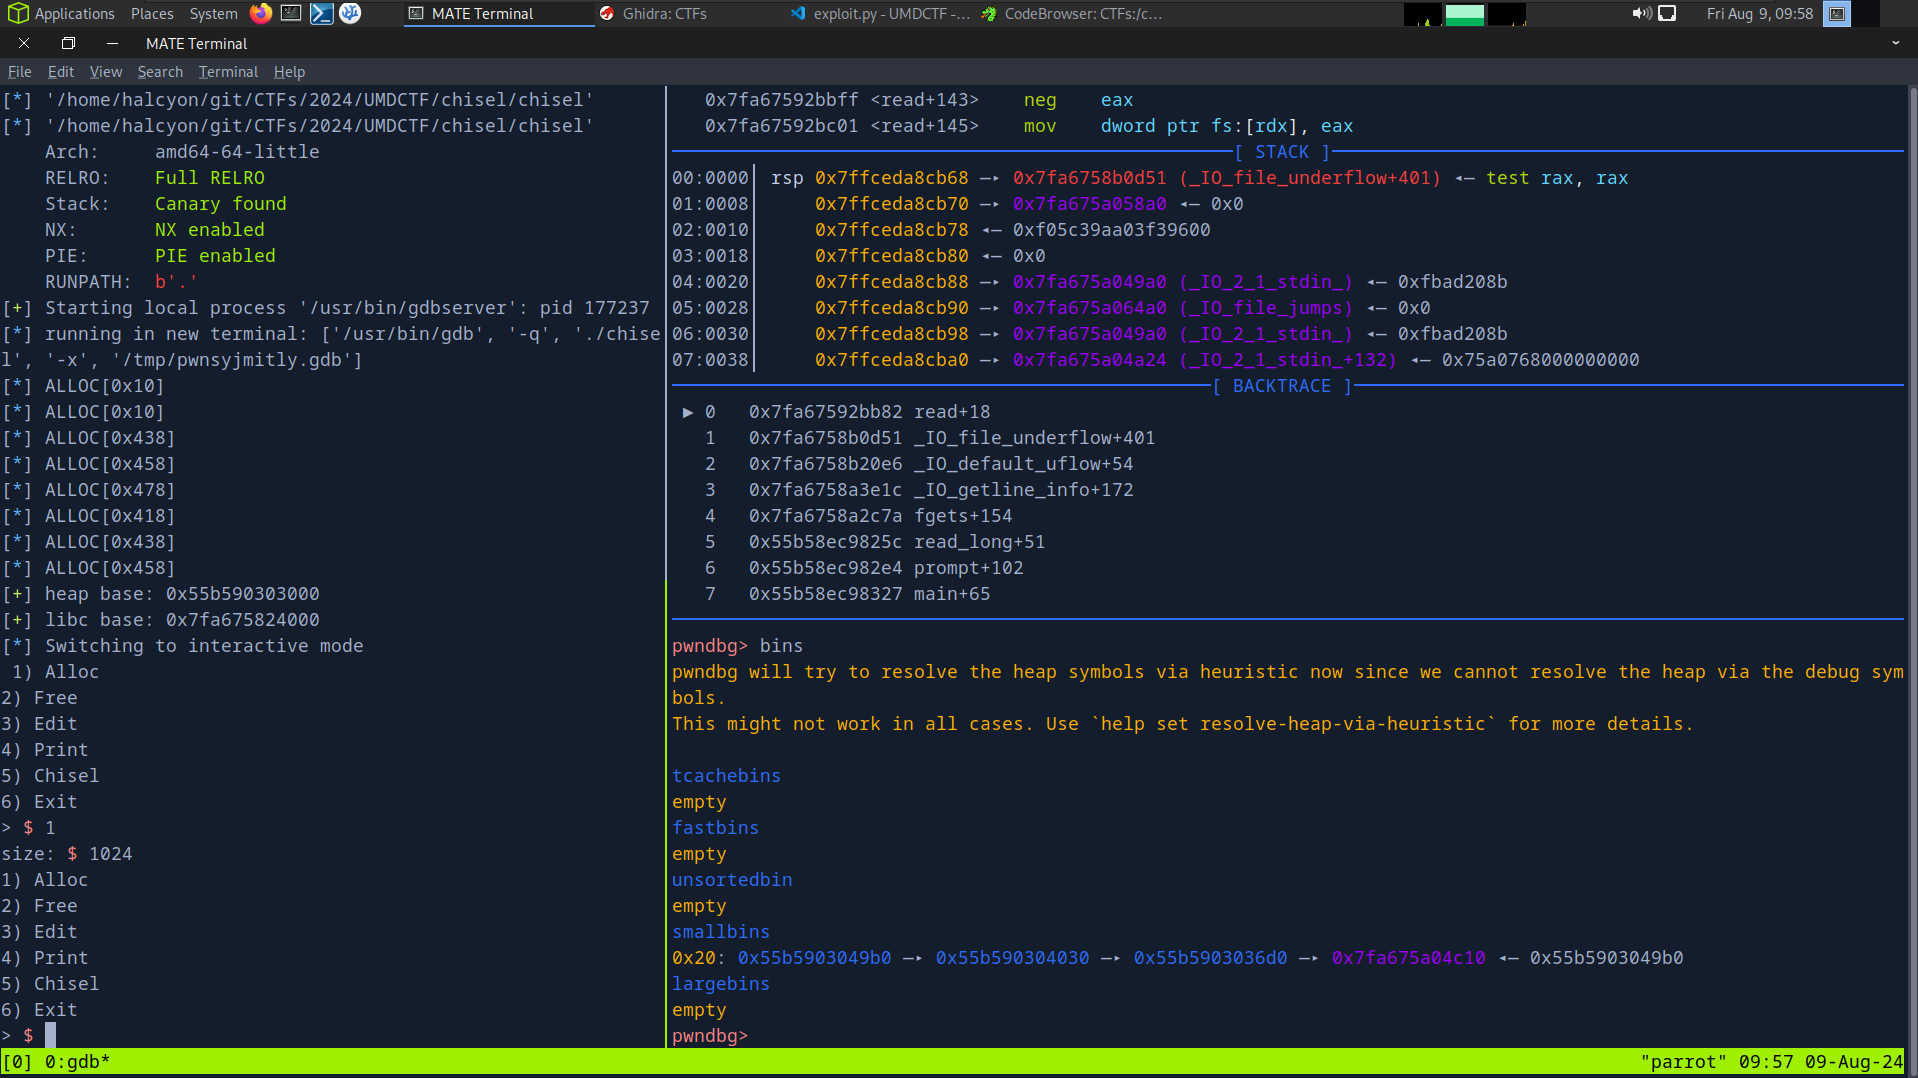 Applications Places System MATE Terminal Ghidra: CTFs exploit.py - UMDCTF -... CodeBrowser: CTFs:/c... Fri Aug 9, 09:58
MATE Terminal
File Edit View Search Terminal Help
[*] '/home/halcyon/git/CTFs/2024/UMDCTF/chisel/chisel'
[*] '/home/halcyon/git/CTFs/2024/UMDCTF/chisel/chisel'
Arch: amd64-64-little
RELRO: Full RELRO
Stack: Canary found
NX: NX enabled
PIE: PIE enabled
RUNPATH: b'.'
[+] Starting local process '/usr/bin/gdbserver': pid 177237
[*] running in new terminal: ['/usr/bin/gdb', '-q', './chise
l', '-x', '/tmp/pwnsyjmitly.gdb']
[*] ALLOC[0x10]
[*] ALLOC[0x10]
[*] ALLOC[0x438]
[*] ALLOC[0x458]
[*] ALLOC[0x478]
[*] ALLOC[0x418]
[*] ALLOC[0x438]
[*] ALLOC[0x458]
[+] heap base: 0x55b590303000
[+] libc base: 0x7fa675824000
[*] Switching to interactive mode
1) Alloc
2) Free
3) Edit
4) Print
5) Chisel
6) Exit
> $ 1
size: $ 1024
1) Alloc
2) Free
3) Edit
4) Print
5) Chisel
6) Exit
> $
0x7fa67592bbff <read+143> neg eax
0x7fa67592bc01 <read+145> mov dword ptr fs:[rdx], eax
[ STACK ]
00:0000│ rsp 0x7ffceda8cb68 —▸ 0x7fa6758b0d51 (_IO_file_underflow+401) ◂— test rax, rax
01:0008│ 0x7ffceda8cb70 —▸ 0x7fa675a058a0 ◂— 0x0
02:0010│ 0x7ffceda8cb78 ◂— 0xf05c39aa03f39600
03:0018│ 0x7ffceda8cb80 ◂— 0x0
04:0020│ 0x7ffceda8cb88 —▸ 0x7fa675a049a0 (_IO_2_1_stdin_) ◂— 0xfbad208b
05:0028│ 0x7ffceda8cb90 —▸ 0x7fa675a064a0 (_IO_file_jumps) ◂— 0x0
06:0030│ 0x7ffceda8cb98 —▸ 0x7fa675a049a0 (_IO_2_1_stdin_) ◂— 0xfbad208b
07:0038│ 0x7ffceda8cba0 —▸ 0x7fa675a04a24 (_IO_2_1_stdin_+132) ◂— 0x75a0768000000000
[ BACKTRACE ]
► 0 0x7fa67592bb82 read+18
1 0x7fa6758b0d51 _IO_file_underflow+401
2 0x7fa6758b20e6 _IO_default_uflow+54
3 0x7fa6758a3e1c _IO_getline_info+172
4 0x7fa6758a2c7a fgets+154
5 0x55b58ec9825c read_long+51
6 0x55b58ec982e4 prompt+102
7 0x55b58ec98327 main+65
pwndbg> bins
pwndbg will try to resolve the heap symbols via heuristic now since we cannot resolve the heap via the debug sym
bols.
This might not work in all cases. Use `help set resolve-heap-via-heuristic` for more details.
tcachebins
empty
fastbins
empty
unsortedbin
empty
smallbins
0x20: 0x55b5903049b0 —▸ 0x55b590304030 —▸ 0x55b5903036d0 —▸ 0x7fa675a04c10 ◂— 0x55b5903049b0
largebins
empty
pwndbg>
[0] 0:gdb* "parrot" 09:57 09-Aug-24